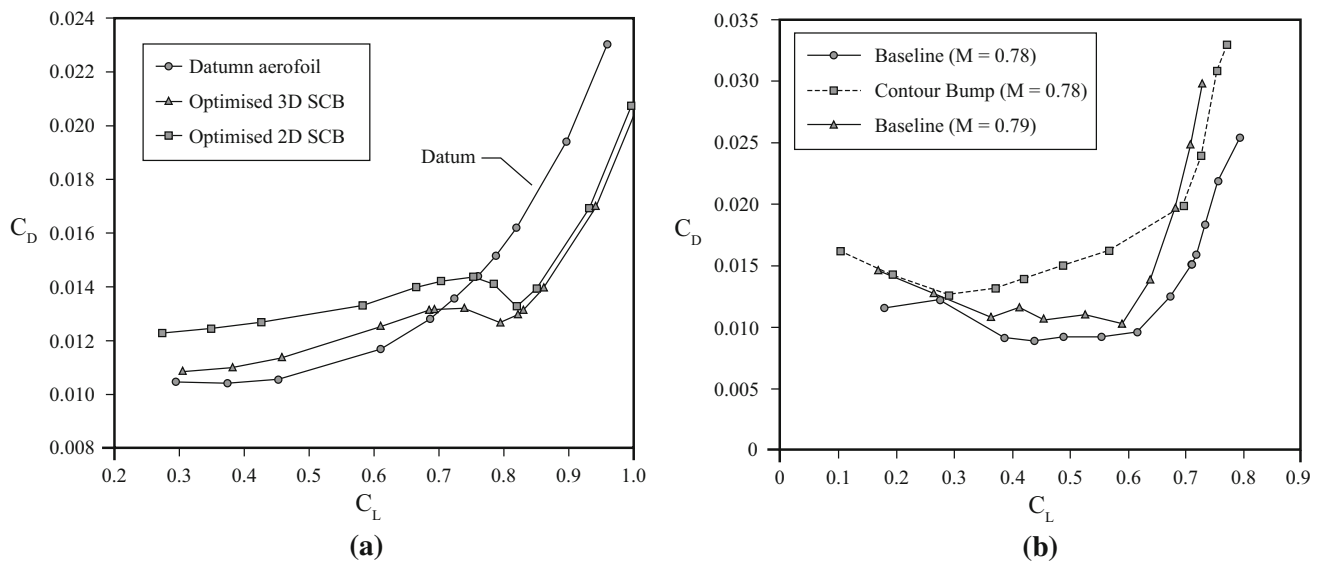 0.024
0.022
0.020
0.018
0.016
0.014
0.012
0.010
0.008
C_D
Datumn aerofoil
Optimised 3D SCB
Optimised 2D SCB
Datum
0.2 0.3 0.4 0.5 0.6 0.7 0.8 0.9 1.0
C_L
(a)
0.035
0.030
0.025
0.020
0.015
0.010
0.005
0
C_D
Baseline (M = 0.78)
Contour Bump (M = 0.78)
Baseline (M = 0.79)
0 0.1 0.2 0.3 0.4 0.5 0.6 0.7 0.8 0.9
C_L
(b)